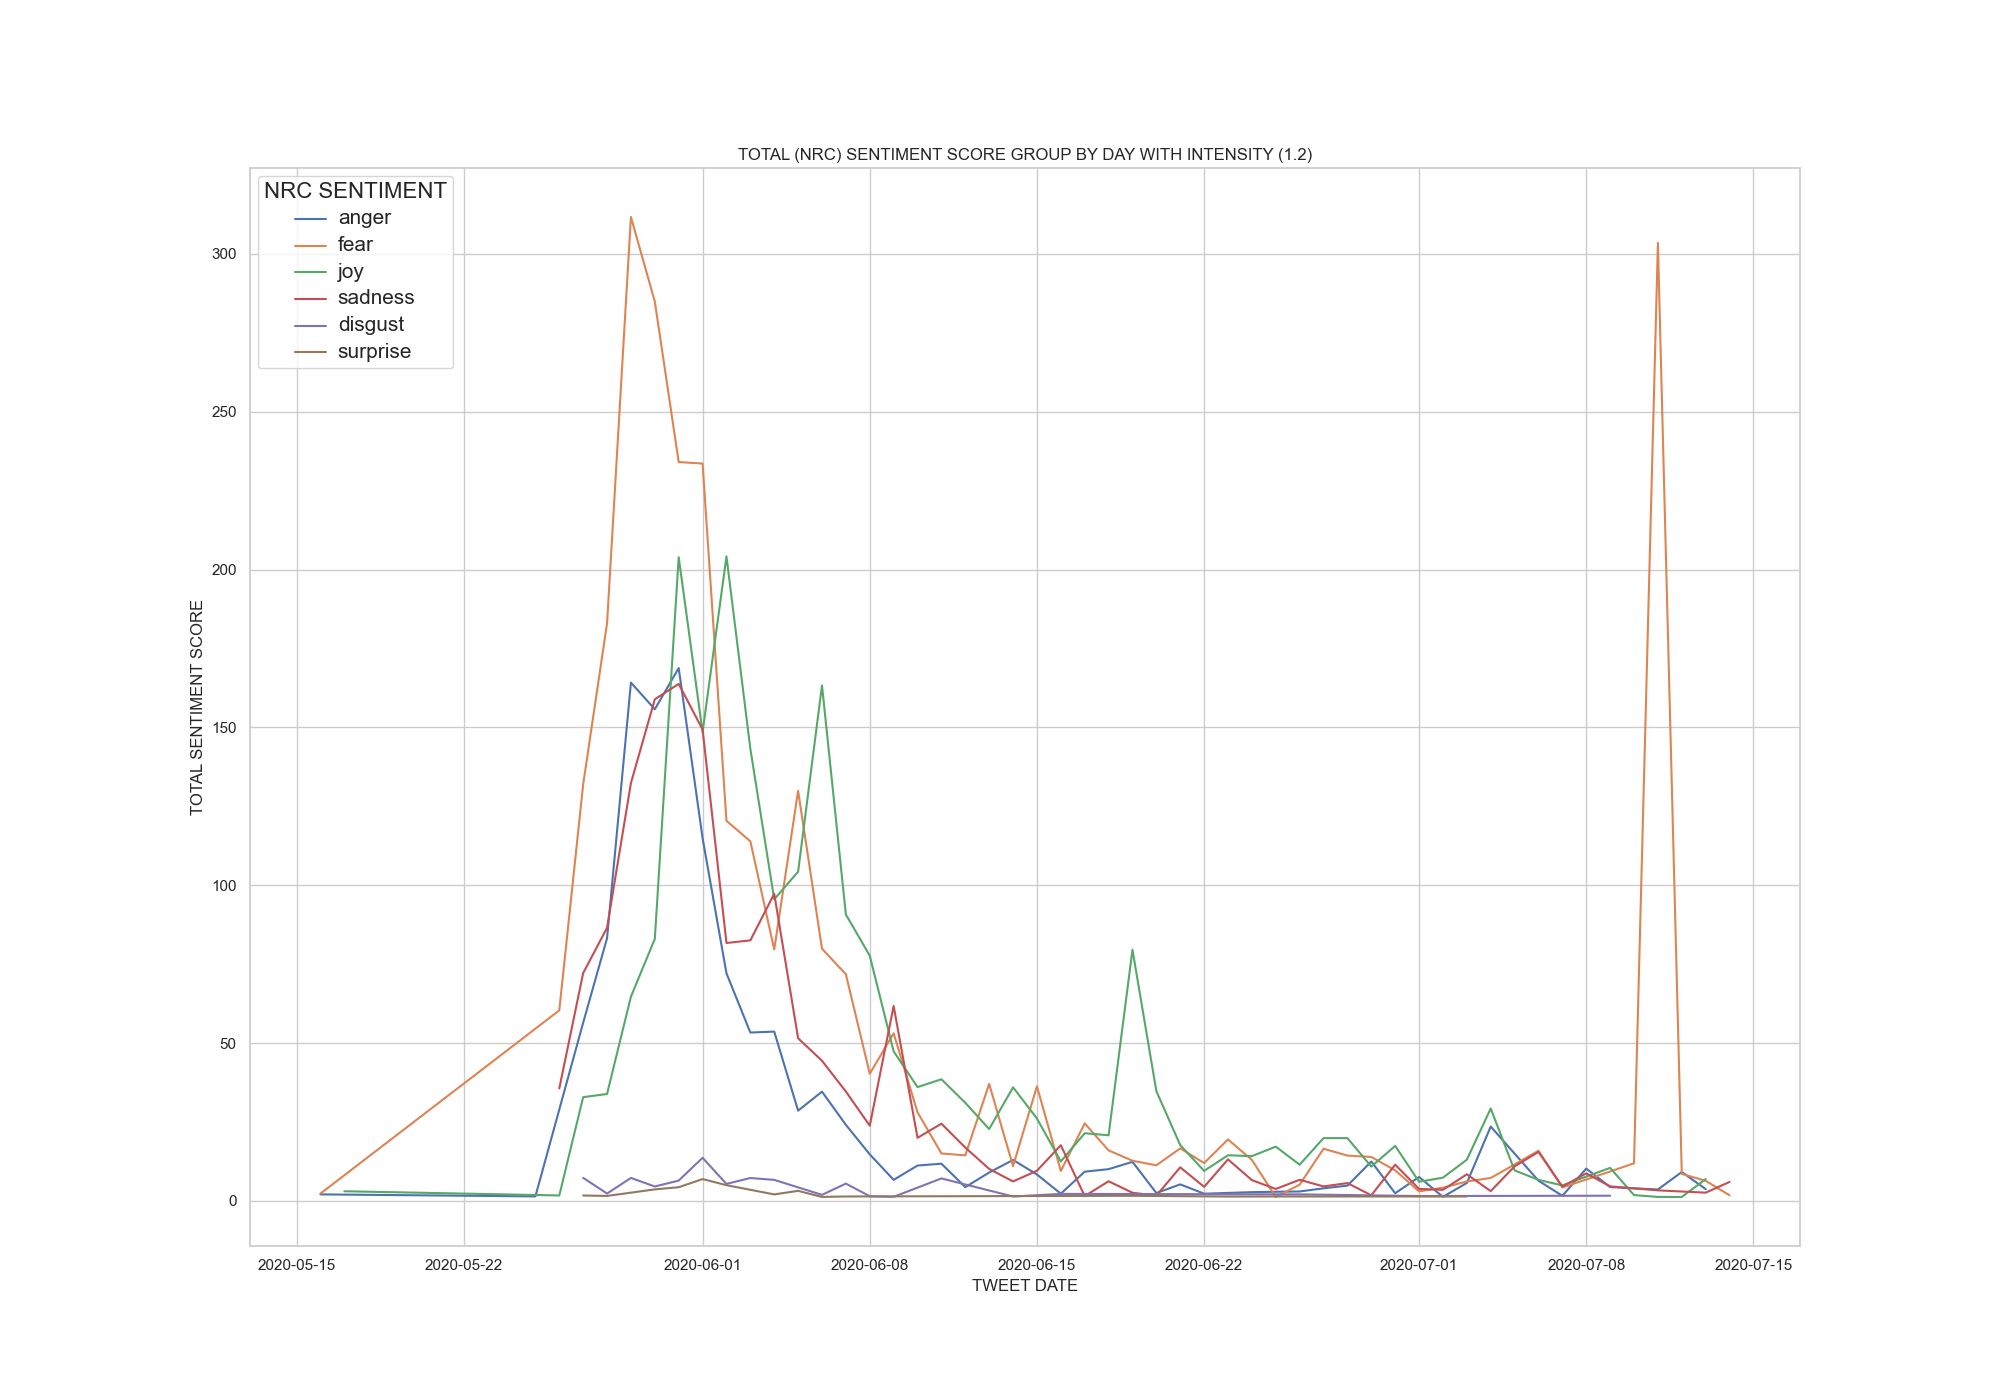 TOTAL (NRC) SENTIMENT SCORE GROUP BY DAY WITH INTENSITY (1.2)
NRC SENTIMENT
anger
fear
joy
sadness
disgust
surprise
TOTAL SENTIMENT SCORE
300
250
200
150
100
50
0
2020-05-15 2020-05-22 2020-06-01 2020-06-08 2020-06-15 2020-06-22 2020-07-01 2020-07-08 2020-07-15
TWEET DATE